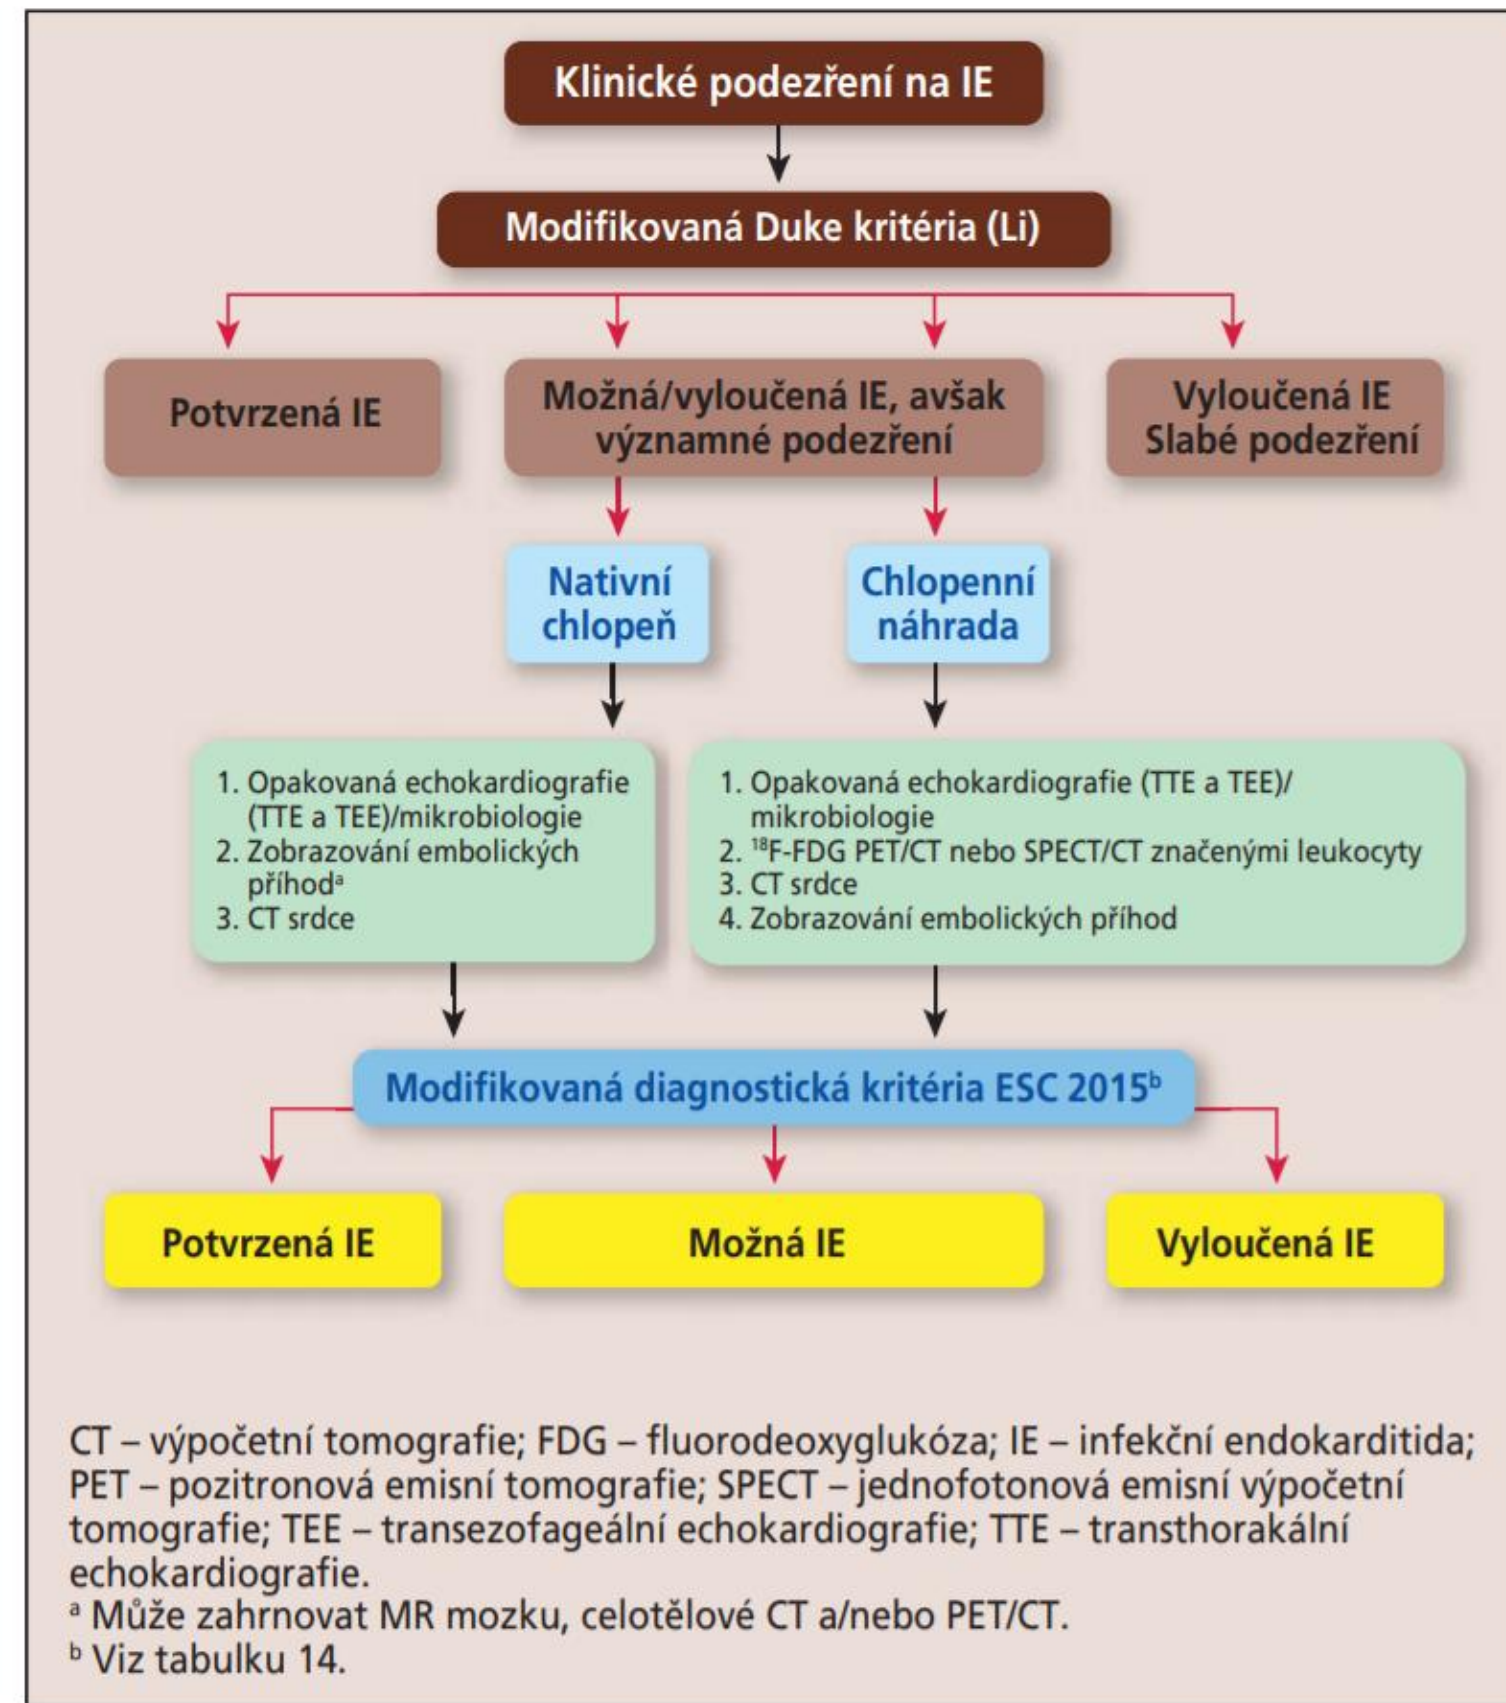 Klinické podezření na IE
Modifikovaná Duke kritéria (Li)
Potvrzená IE
Možná/vyloučená IE, avšak
významné podezření
Vyloučená IE
Slabé podezření
Nativní
chlopeň
Chlopenní
náhrada
1. Opakovaná echokardiografie
(TTE a TEE)/mikrobiologie
2. Zobrazování embolických
příhodᵃ
3. CT srdce
1. Opakovaná echokardiografie (TTE a TEE)/
mikrobiologie
2. ¹⁸F-FDG PET/CT nebo SPECT/CT značenými leukocyty
3. CT srdce
4. Zobrazování embolických příhod
Modifikovaná diagnostická kritéria ESC 2015ᵇ
Potvrzená IE
Možná IE
Vyloučená IE
CT – výpočetní tomografie; FDG – fluorodeoxyglukóza; IE – infekční endokarditida;
PET – pozitronová emisní tomografie; SPECT – jednofotonová emisní výpočetní
tomografie; TEE – transezofageální echokardiografie; TTE – transthorakální
echokardiografie.
ᵃ Může zahrnovat MR mozku, celotělové CT a/nebo PET/CT.
ᵇ Viz tabulku 14.